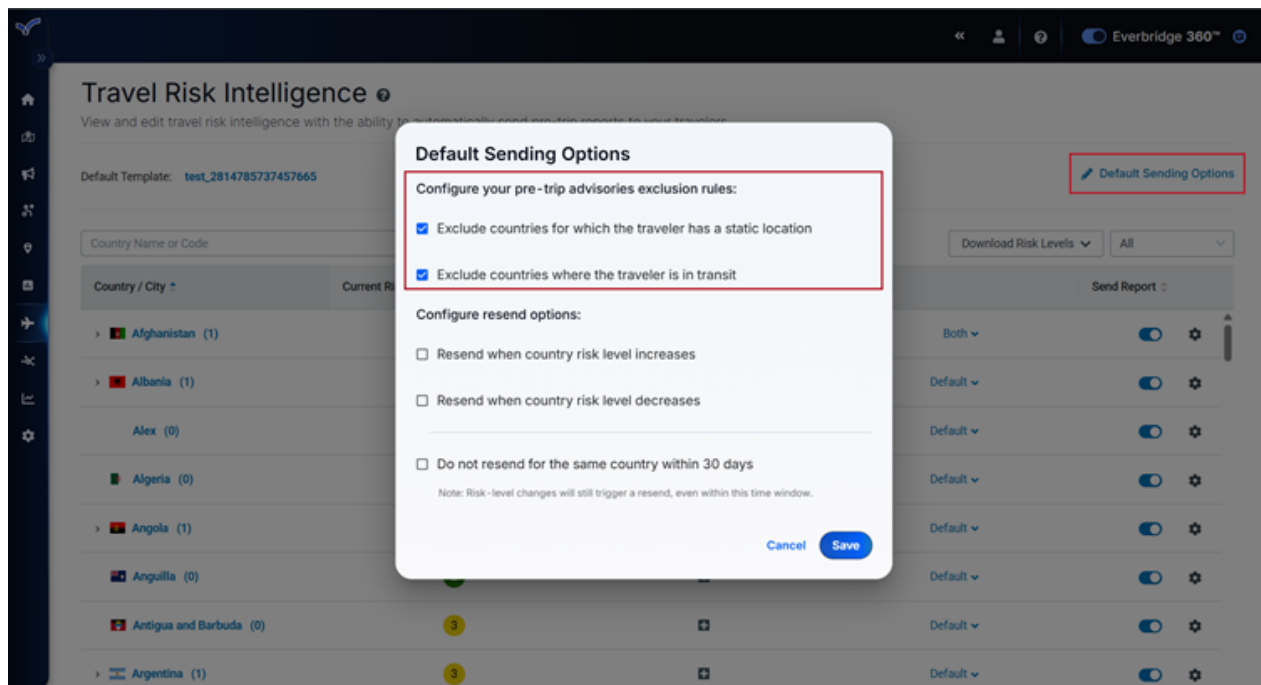 Everbridge 360™
Travel Risk Intelligence
View and edit travel risk intelligence with the ability to automatically send pre-trip reports to your travelers
Default Template: test_2814785737457665
Default Sending Options
Country Name or Code
Download Risk Levels
All
Country / City
Current Ri
Send Report
Afghanistan (1)
Both
Albania (1)
Default
Alex (0)
Default
Algeria (0)
Default
Angola (1)
Default
Anguilla (0)
Default
Antigua and Barbuda (0)
3
Default
Argentina (1)
3
Default
Default Sending Options
Configure your pre-trip advisories exclusion rules:
Exclude countries for which the traveler has a static location
Exclude countries where the traveler is in transit
Configure resend options:
Resend when country risk level increases
Resend when country risk level decreases
Do not resend for the same country within 30 days
Note: Risk-level changes will still trigger a resend, even within this time window.
Cancel
Save